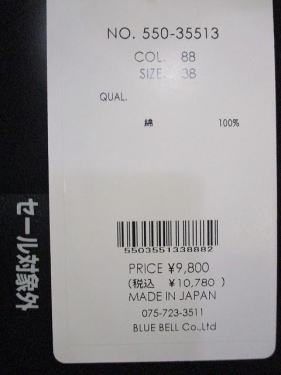 NO. 550-35513
COL. 88
SIZE 38
QUAL.
綿 100%
5503551338882
PRICE ¥9,800
(税込 ¥10,780 )
MADE IN JAPAN
075-723-3511
BLUE BELL Co.,Ltd
セール対象外